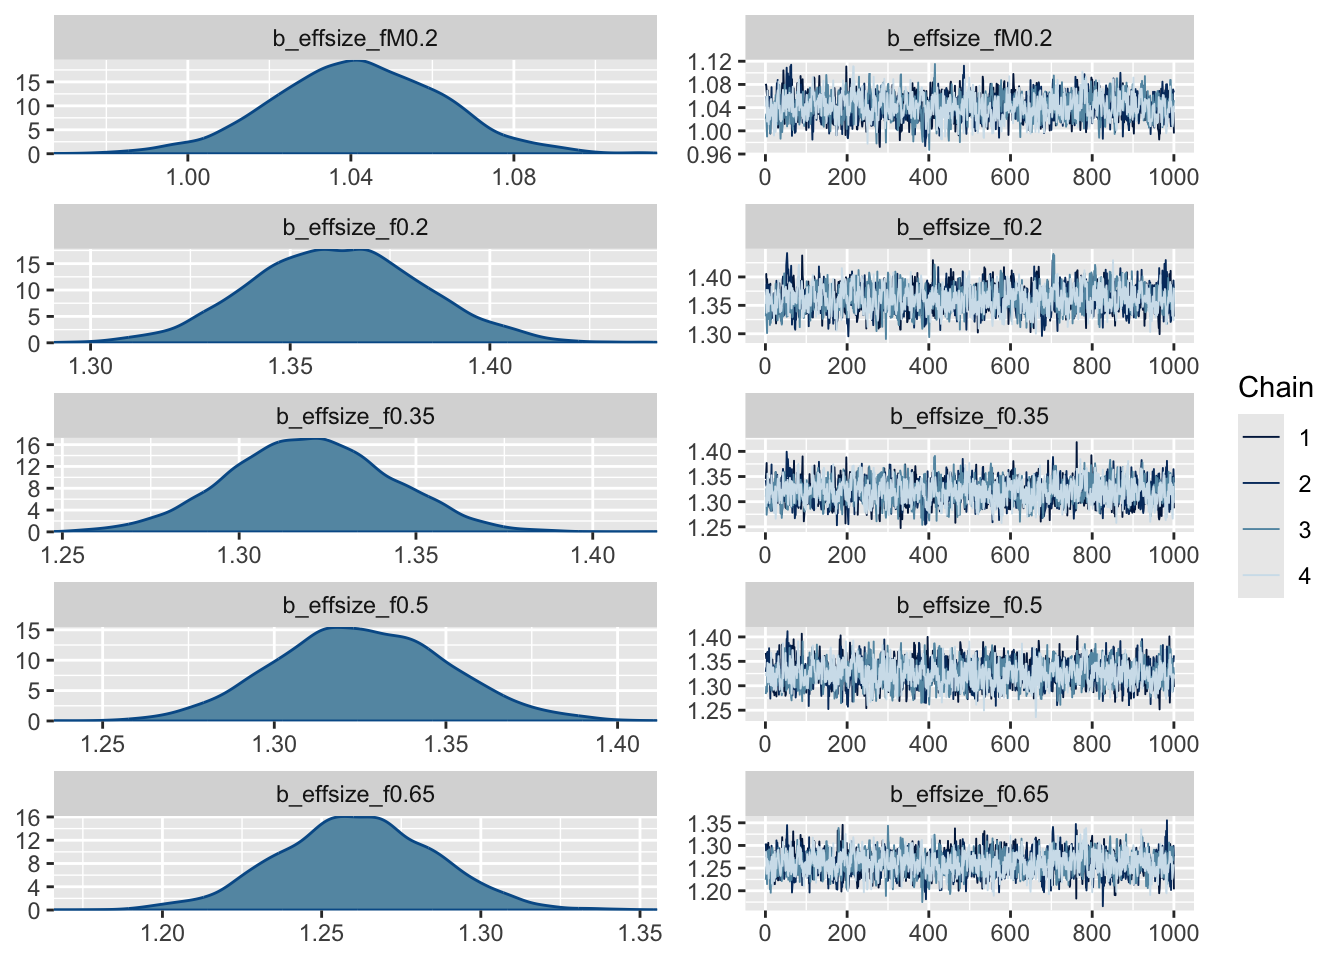 b_effsize_fM0.2
15
10
5
0
1.00 1.04 1.08
b_effsize_fM0.2
1.12
1.08
1.04
1.00
0.96
0 200 400 600 800 1000
b_effsize_f0.2
15
10
5
0
1.30 1.35 1.40
b_effsize_f0.2
1.40
1.35
1.30
0 200 400 600 800 1000
b_effsize_f0.35
16
12
8
4
0
1.25 1.30 1.35 1.40
b_effsize_f0.35
1.40
1.35
1.30
1.25
0 200 400 600 800 1000
b_effsize_f0.5
15
10
5
0
1.25 1.30 1.35 1.40
b_effsize_f0.5
1.40
1.35
1.30
1.25
0 200 400 600 800 1000
b_effsize_f0.65
16
12
8
4
0
1.20 1.25 1.30 1.35
b_effsize_f0.65
1.35
1.30
1.25
1.20
0 200 400 600 800 1000
Chain
1
2
3
4